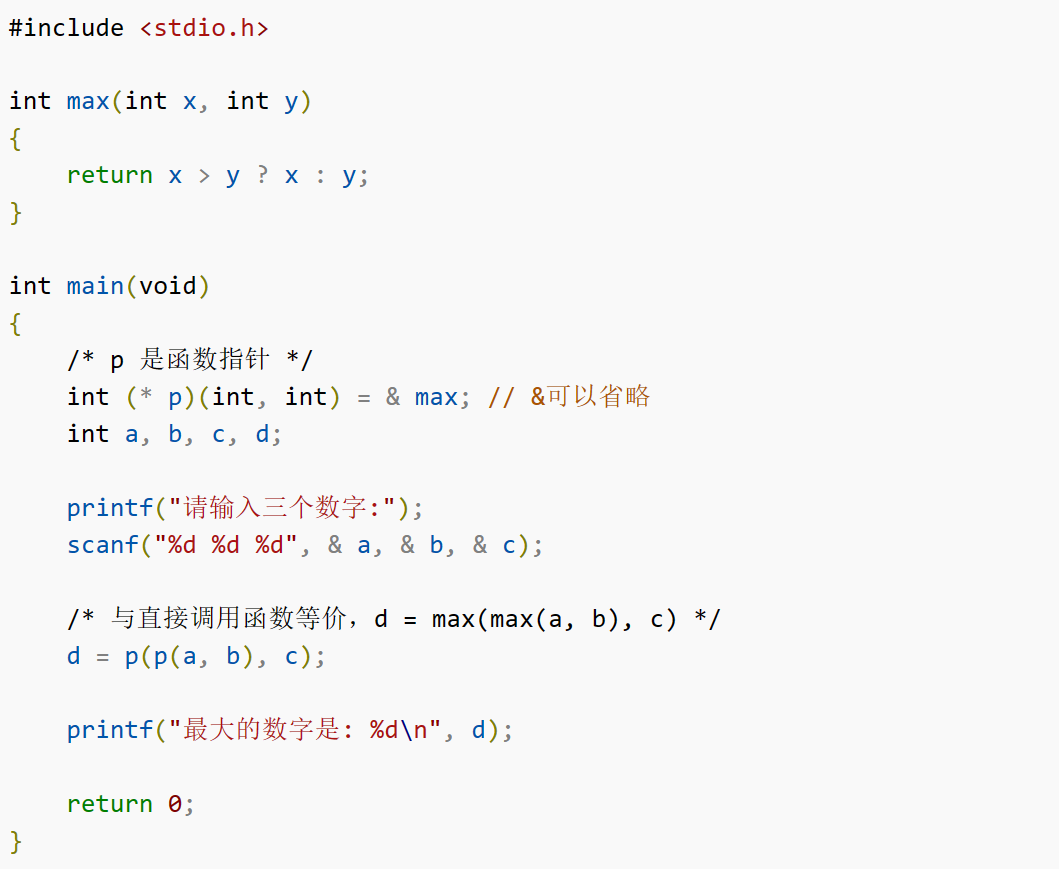 #include <stdio.h>
int max(int x, int y)
{
    return x > y ? x : y;
}
int main(void)
{
    /* p 是函数指针 */
    int (* p)(int, int) = & max; // &可以省略
    int a, b, c, d;
    printf("请输入三个数字:");
    scanf("%d %d %d", & a, & b, & c);
    /* 与直接调用函数等价，d = max(max(a, b), c) */
    d = p(p(a, b), c);
    printf("最大的数字是: %d\n", d);
    return 0;
}